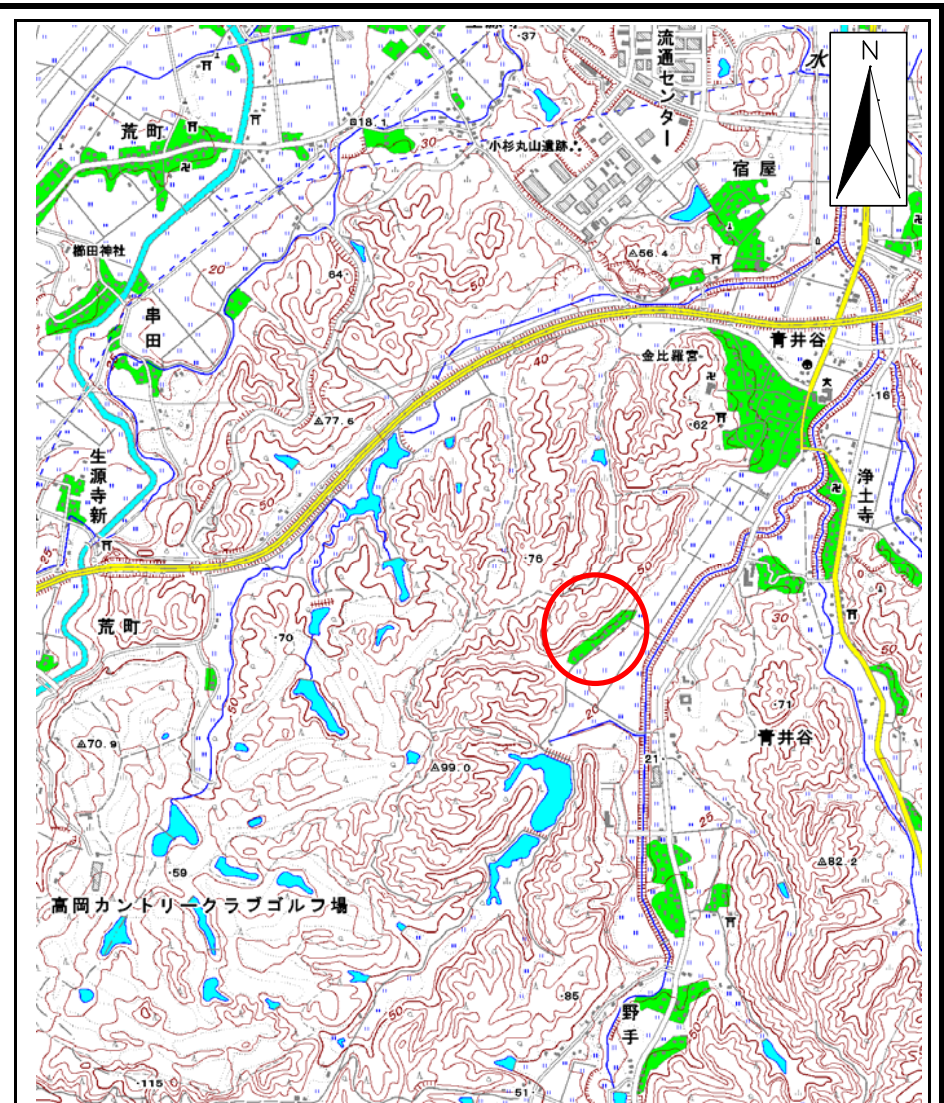 ·37
流通センター
水
N
荒町
18.1
30
小杉丸山遺跡
宿屋
櫛田神社
20
64
50
△56.4
串田
40
青井谷
金比羅宮
△77.6
·16
·62
生源寺新
50
浄土寺
25
·76
50
荒町
·70
30
50
50
20
·71
△70.9
青井谷
△99.0
21
25
·59
△82.2
高岡カントリークラブゴルフ場
·85
50
野手
·115
·51